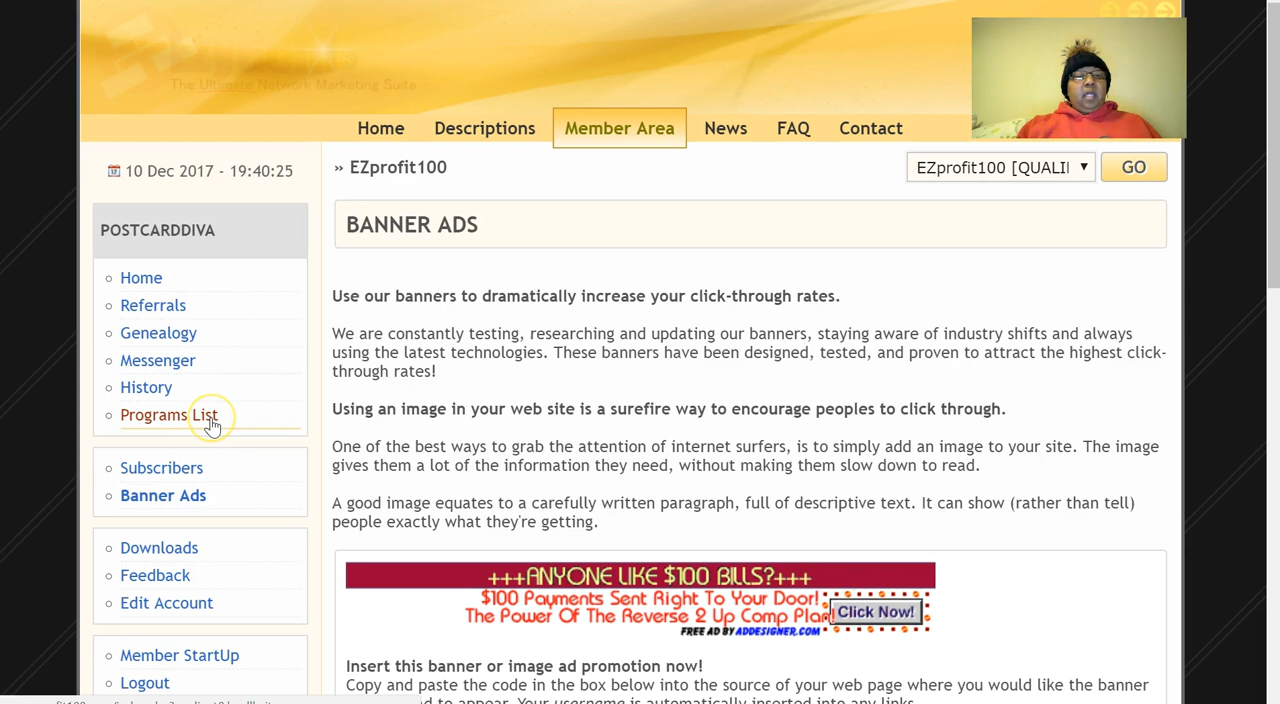 The Ultimate Network Marketing Suite
Home Descriptions Member Area News FAQ Contact
10 Dec 2017 - 19:40:25
» EZprofit100
EZprofit100 [QUALII
GO
POSTCARDDIVA
Home
Referrals
Genealogy
Messenger
History
Programs List
Subscribers
Banner Ads
Downloads
Feedback
Edit Account
Member StartUp
Logout
BANNER ADS
Use our banners to dramatically increase your click-through rates.
We are constantly testing, researching and updating our banners, staying aware of industry shifts and always
using the latest technologies. These banners have been designed, tested, and proven to attract the highest click-
through rates!
Using an image in your web site is a surefire way to encourage peoples to click through.
One of the best ways to grab the attention of internet surfers, is to simply add an image to your site. The image
gives them a lot of the information they need, without making them slow down to read.
A good image equates to a carefully written paragraph, full of descriptive text. It can show (rather than tell)
people exactly what they're getting.
+++ANYONE LIKE $100 BILLS?+++
$100 Payments Sent Right To Your Door!
The Power Of The Reverse 2 Up Comp Plan!
Click Now!
FREE AD BY ADDESIGNER.COM
Insert this banner or image ad promotion now!
Copy and paste the code in the box below into the source of your web page where you would like the banner
to appear. Your username is automatically inserted into any links.